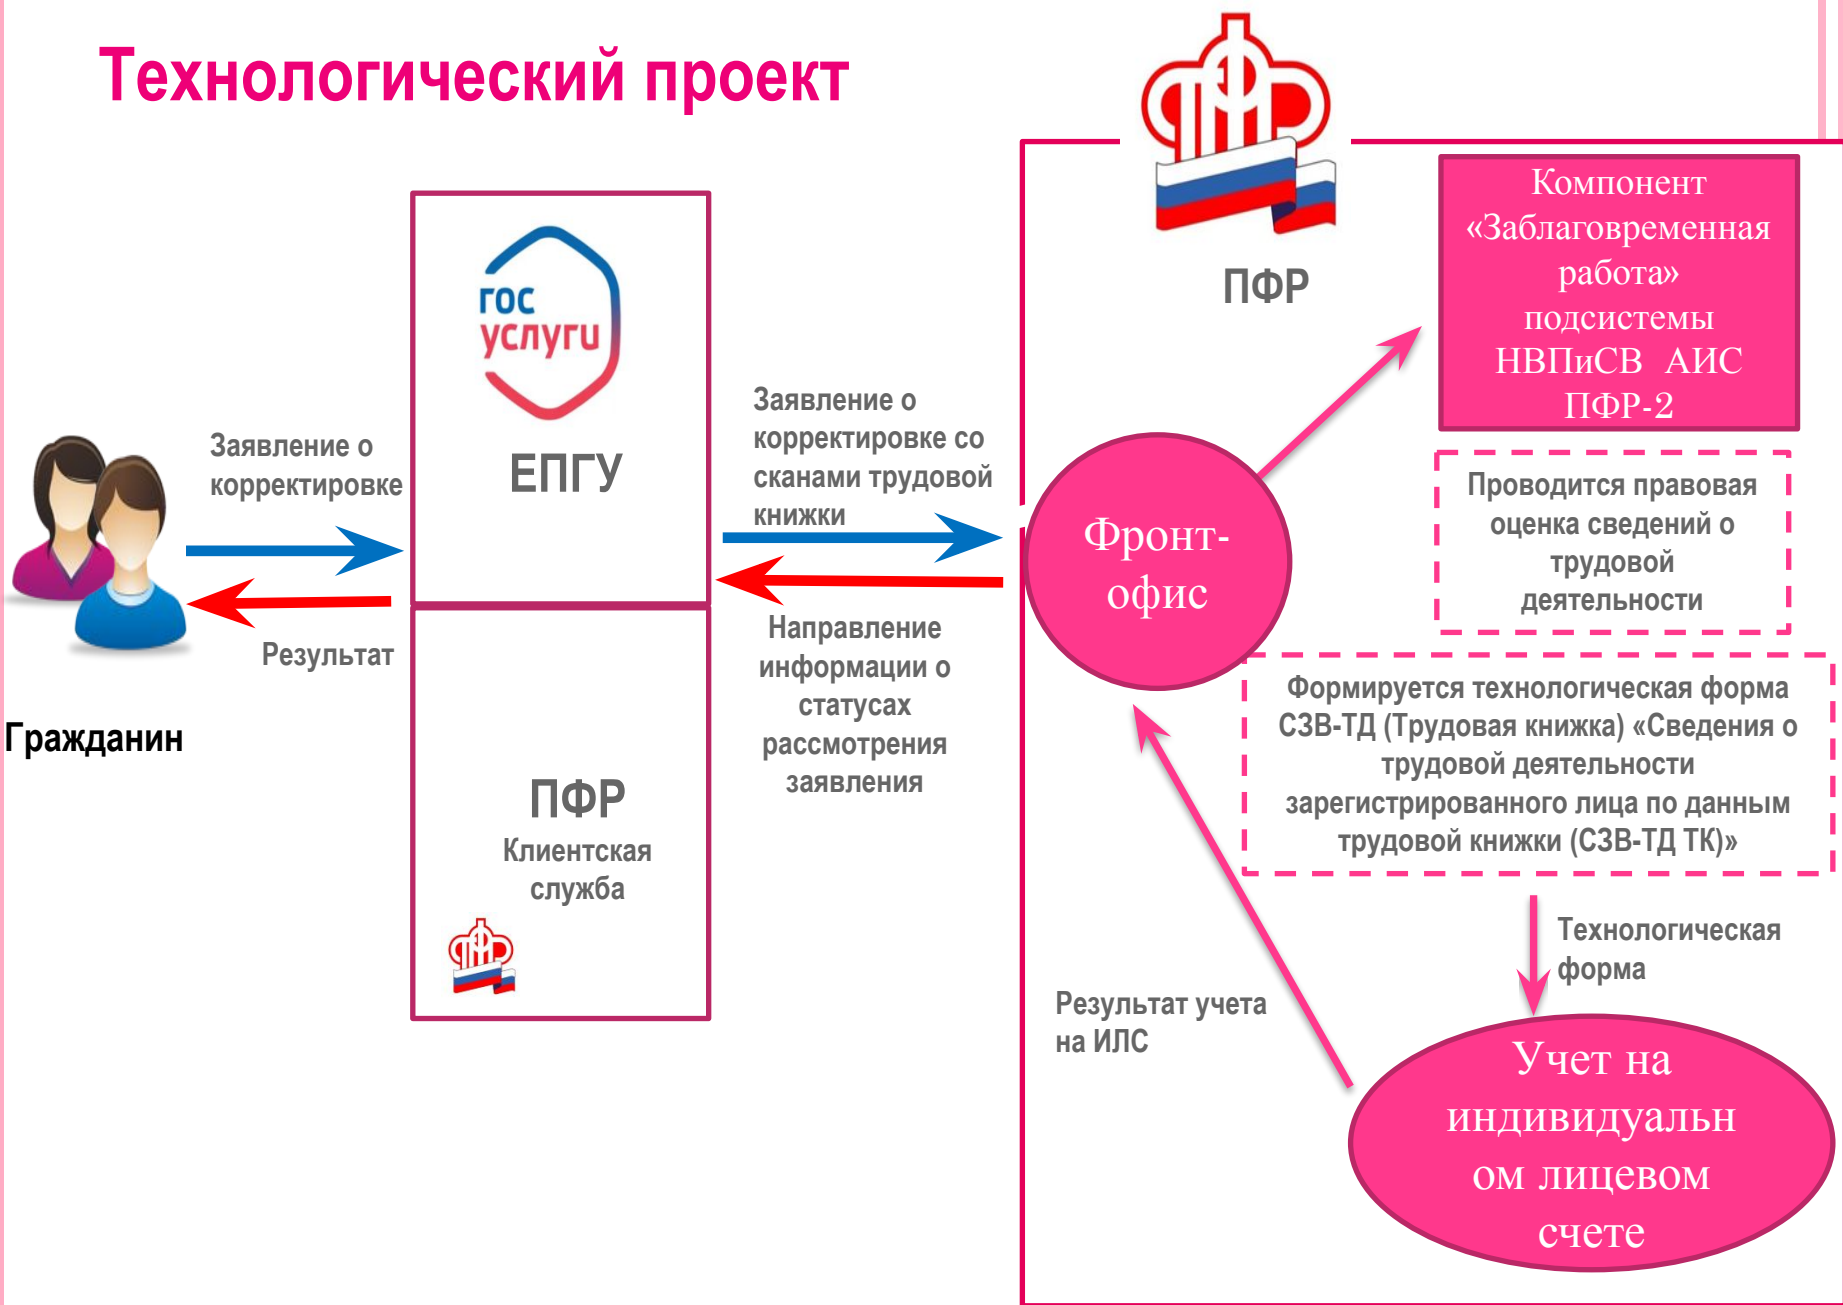 Технологический проект
гос
услуги
ЕПГУ
Заявление о
корректировке
Результат
Гражданин
ПФР
Клиентская
служба
Заявление о
корректировке со
сканами трудовой
книжки
Направление
информации о
статусах
рассмотрения
заявления
ПФР
Фронт-
офис
Компонент
«Заблаговременная
работа»
подсистемы
НВПиСВ АИС
ПФР-2
Проводится правовая
оценка сведений о
трудовой
деятельности
Формируется технологическая форма
СЗВ-ТД (Трудовая книжка) «Сведения о
трудовой деятельности
зарегистрированного лица по данным
трудовой книжки (СЗВ-ТД ТК)»
Технологическая
форма
Результат учета
на ИЛС
Учет на
индивидуальн
ом лицевом
счете